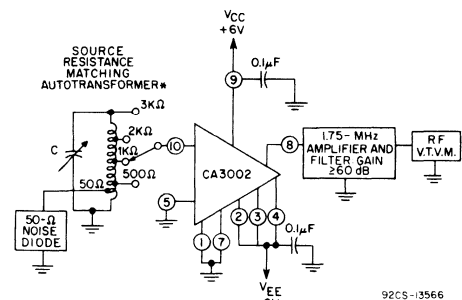 VCC
+6V
0.1µF
SOURCE
RESISTANCE
MATCHING
AUTOTRANSFORMER*
3KΩ
2KΩ
1KΩ
500Ω
50Ω
C
9
10
5
CA3002
8
1.75-MHz
AMPLIFIER AND
FILTER GAIN
≥60 dB
RF
V.T.V.M.
50-Ω
NOISE
DIODE
1
7
2
3
4
0.1µF
VEE
92CS-13566